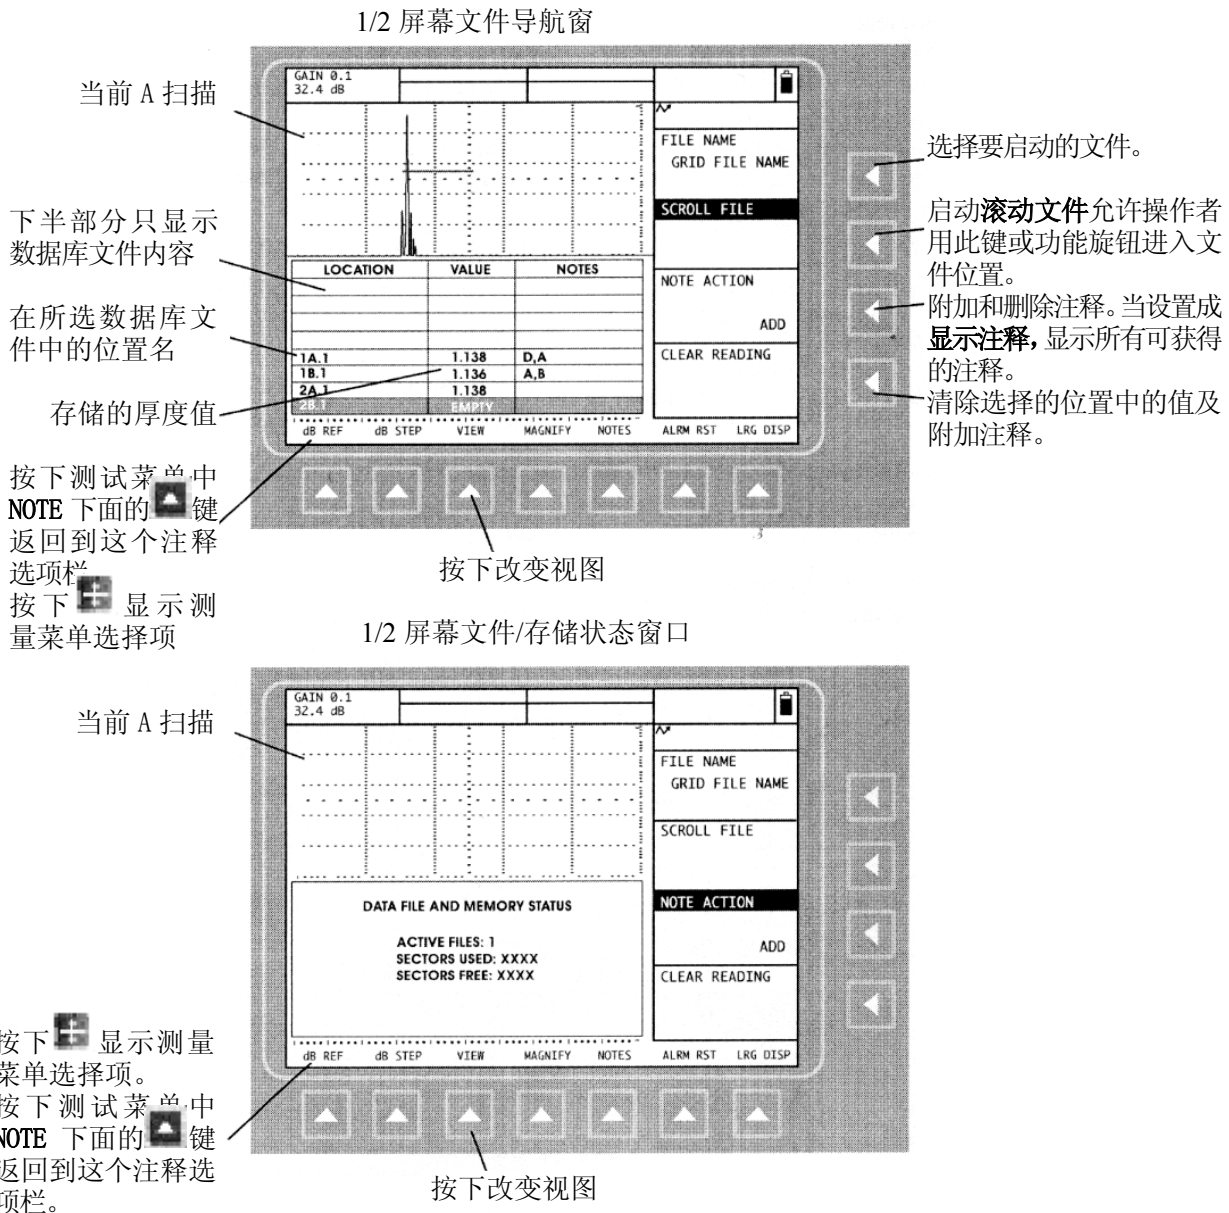 1/2 屏幕文件导航窗
当前 A 扫描
下半部分只显示
数据库文件内容
在所选数据库文
件中的位置名
存储的厚度值
按下测试菜单中
NOTE 下面的 键
返回到这个注释
选项栏
按下 显示测
量菜单选择项
GAIN 0.1
32.4 dB
FILE NAME
GRID FILE NAME
SCROLL FILE
NOTE ACTION
ADD
CLEAR READING
LOCATION VALUE NOTES
1A.1 1.138 D,A
1B.1 1.136 A,B
2A.1 1.138
2B.1 EMPTY
dB REF dB STEP VIEW MAGNIFY NOTES ALRM RST LRG DISP
选择要启动的文件。
启动滚动文件允许操作者
用此键或功能旋钮进入文
件位置。
附加和删除注释。当设置成
显示注释，显示所有可获得
的注释。
清除选择的位置中的值及
附加注释。
按下改变视图
1/2 屏幕文件/存储状态窗口
当前 A 扫描
GAIN 0.1
32.4 dB
FILE NAME
GRID FILE NAME
SCROLL FILE
NOTE ACTION
ADD
CLEAR READING
DATA FILE AND MEMORY STATUS
ACTIVE FILES: 1
SECTORS USED: XXXX
SECTORS FREE: XXXX
dB REF dB STEP VIEW MAGNIFY NOTES ALRM RST LRG DISP
按下 显示测量
菜单选择项。
按下测试菜单中
NOTE 下面的 键
返回到这个注释选
项栏。
按下改变视图